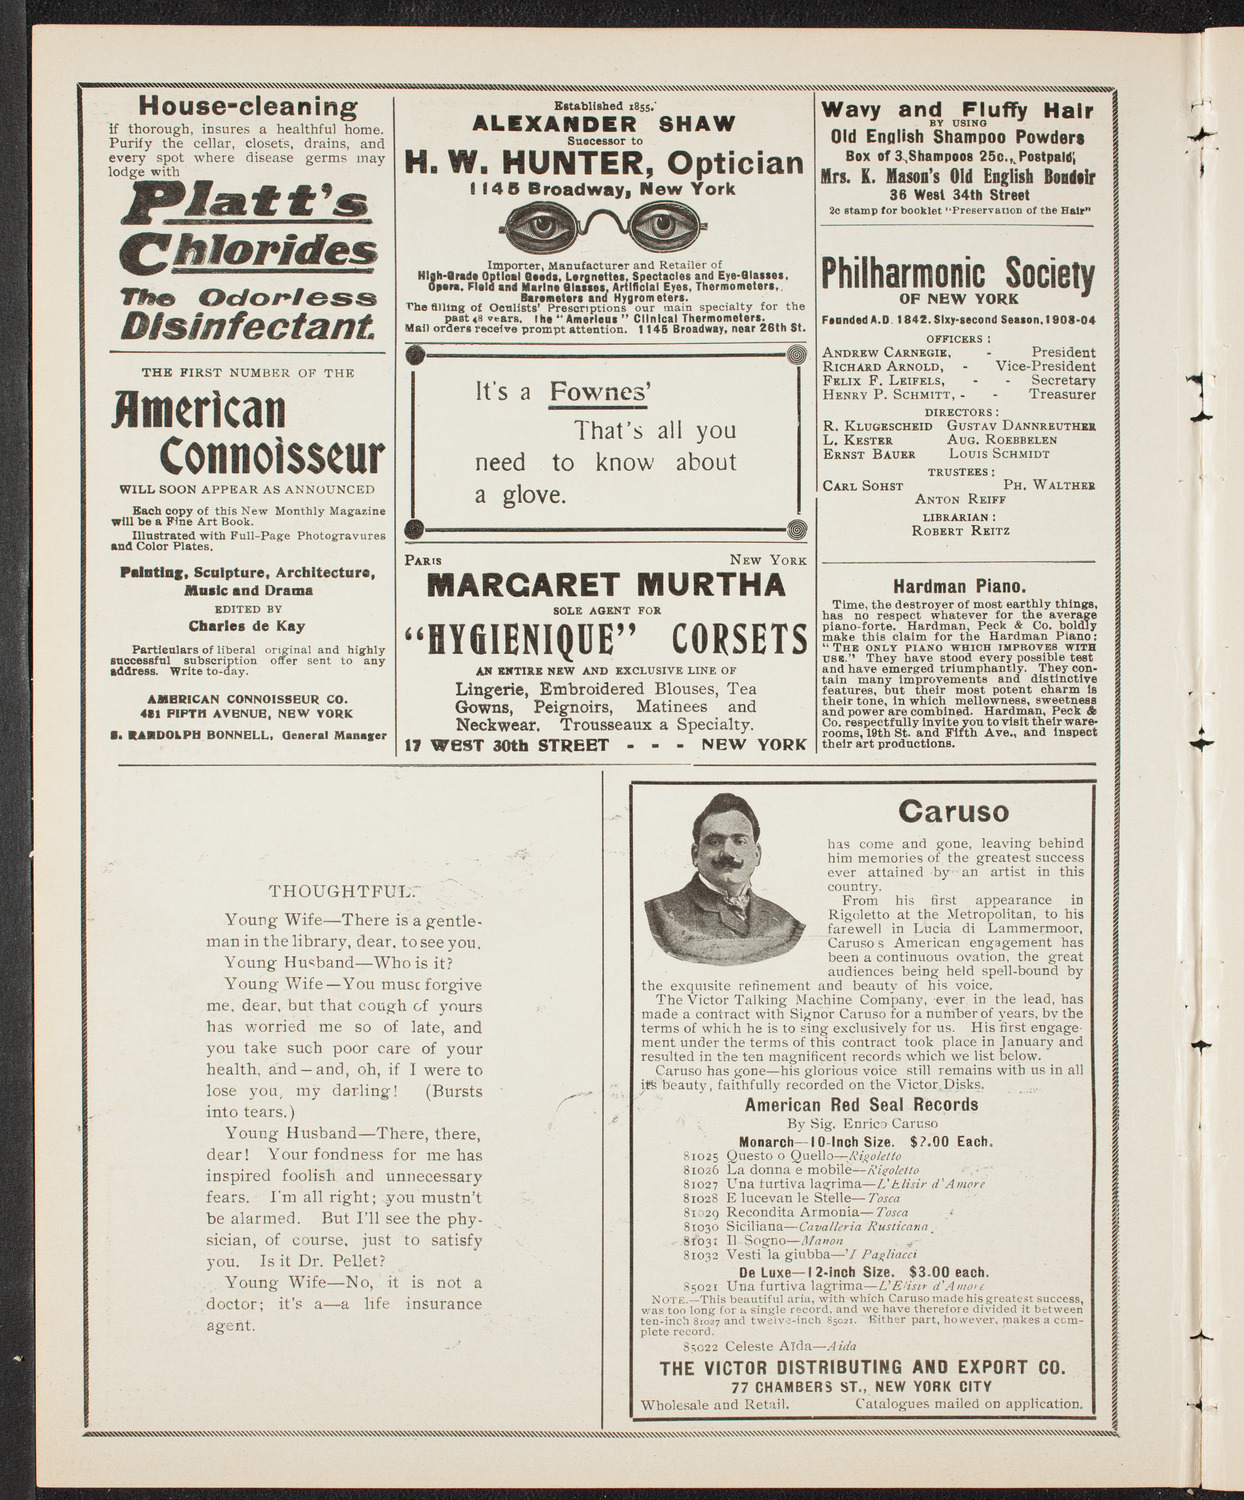 House-cleaning
if thorough, insures a healthful home.
Purify the cellar, closets, drains, and
every spot where disease germs may
lodge with
Platt's
Chlorides
The Odorless
Disinfectant.
THE FIRST NUMBER OF THE
American
Connoisseur
WILL SOON APPEAR AS ANNOUNCED
Each copy of this New Monthly Magazine
will be a Fine Art Book.
Illustrated with Full-Page Photogravures
and Color Plates.
Painting, Sculpture, Architecture,
Music and Drama
EDITED BY
Charles de Kay
Particulars of liberal original and highly
successful subscription offer sent to any
address. Write to-day.
AMERICAN CONNOISSEUR CO.
481 FIFTH AVENUE, NEW YORK
S. RANDOLPH BONNELL, General Manager
Established 1855.
ALEXANDER SHAW
Successor to
H. W. HUNTER, Optician
1145 Broadway, New York
Importer, Manufacturer and Retailer of
High-Grade Optical Goods, Lorgnettes, Spectacles and Eye-Glasses,
Opera, Field and Marine Glasses, Artificial Eyes, Thermometers,
Barometers and Hygrometers.
The filling of Oculists' Prescriptions our main specialty for the
past 48 years. The "Americus" Clinical Thermometers.
Mail orders receive prompt attention. 1145 Broadway, near 26th St.
It's a Fownes'
That's all you
need to know about
a glove.
PARIS NEW YORK
MARGARET MURTHA
SOLE AGENT FOR
"HYGIENIQUE" CORSETS
AN ENTIRE NEW AND EXCLUSIVE LINE OF
Lingerie, Embroidered Blouses, Tea
Gowns, Peignoirs, Matinees and
Neckwear. Trousseaux a Specialty.
17 WEST 30th STREET - - - NEW YORK
Wavy and Fluffy Hair
BY USING
Old English Shampoo Powders
Box of 3 Shampoos 25c., Postpaid;
Mrs. K. Mason's Old English Boudoir
36 West 34th Street
2c stamp for booklet "Preservation of the Hair"
Philharmonic Society
OF NEW YORK
Founded A.D. 1842. Sixy-second Season, 1903-04
OFFICERS:
ANDREW CARNEGIE, - President
RICHARD ARNOLD, - Vice-President
FELIX F. LEIFELS, - - Secretary
HENRY P. SCHMITT, - - Treasurer
DIRECTORS:
R. KLUGESCHEID GUSTAV DANNREUTHER
L. KESTER AUG. ROEBBELEN
ERNST BAUER LOUIS SCHMIDT
TRUSTEES:
CARL SOHST PH. WALTHER
ANTON REIFF
LIBRARIAN:
ROBERT REITZ
Hardman Piano.
Time, the destroyer of most earthly things,
has no respect whatever for the average
piano-forte. Hardman, Peck & Co. boldly
make this claim for the Hardman Piano:
"THE ONLY PIANO WHICH IMPROVES WITH
USE." They have stood every possible test
and have emerged triumphantly. They con-
tain many improvements and distinctive
features, but their most potent charm is
their tone, in which mellowness, sweetness
and power are combined. Hardman, Peck &
Co. respectfully invite you to visit their ware-
rooms, 19th St. and Fifth Ave., and inspect
their art productions.
THOUGHTFUL.
Young Wife—There is a gentle-
man in the library, dear, to see you.
Young Husband—Who is it?
Young Wife—You must forgive
me, dear, but that cough of yours
has worried me so of late, and
you take such poor care of your
health, and—and, oh, if I were to
lose you, my darling! (Bursts
into tears.)
Young Husband—There, there,
dear! Your fondness for me has
inspired foolish and unnecessary
fears. I'm all right; you mustn't
be alarmed. But I'll see the phy-
sician, of course, just to satisfy
you. Is it Dr. Pellet?
Young Wife—No, it is not a
doctor; it's a—a life insurance
agent.
Caruso
has come and gone, leaving behind
him memories of the greatest success
ever attained by an artist in this
country.
From his first appearance in
Rigoletto at the Metropolitan, to his
farewell in Lucia di Lammermoor,
Caruso s American engagement has
been a continuous ovation, the great
audiences being held spell-bound by
the exquisite refinement and beauty of his voice.
The Victor Talking Machine Company, ever in the lead, has
made a contract with Signor Caruso for a number of years, by the
terms of which he is to sing exclusively for us. His first engage-
ment under the terms of this contract took place in January and
resulted in the ten magnificent records which we list below.
Caruso has gone—his glorious voice still remains with us in all
its beauty, faithfully recorded on the Victor Disks.
American Red Seal Records
By Sig. Enrico Caruso
Monarch—10-Inch Size. $2.00 Each.
81025 Questo o Quello—Rigoletto
81026 La donna e mobile—Rigoletto
81027 Una furtiva lagrima—L'Elisir d'Amore
81028 E lucevan le Stelle—Tosca
81029 Recondita Armonia—Tosca
81030 Siciliana—Cavalleria Rusticana
81031 Il Sogno—Manon
81032 Vesti la giubba—'I Pagliacci
De Luxe—12-inch Size. $3.00 each.
85021 Una furtiva lagrima—L'Elisir d'Amore
NOTE.—This beautiful aria, with which Caruso made his greatest success,
was too long for a single record, and we have therefore divided it between
ten-inch 81027 and twelve-inch 85021. Either part, however, makes a com-
plete record.
85022 Celeste Aïda—Aida
THE VICTOR DISTRIBUTING AND EXPORT CO.
77 CHAMBERS ST., NEW YORK CITY
Wholesale and Retail. Catalogues mailed on application.